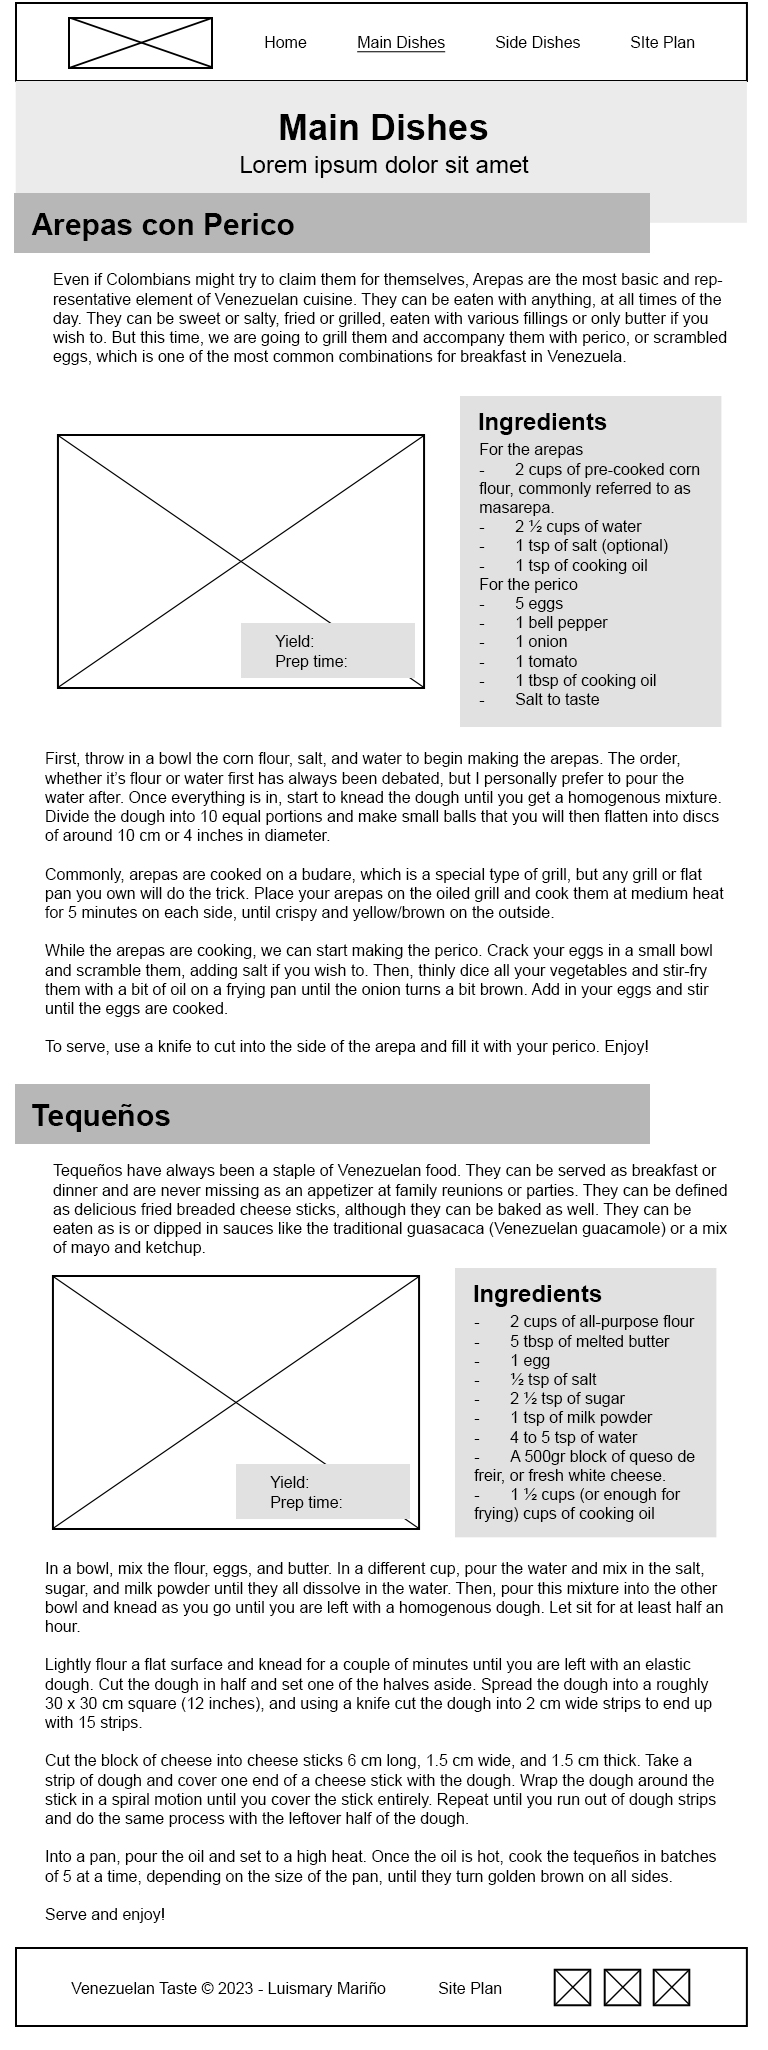 Home Main Dishes Side Dishes SIte Plan
Main Dishes
Lorem ipsum dolor sit amet
Arepas con Perico
Even if Colombians might try to claim them for themselves, Arepas are the most basic and rep-
resentative element of Venezuelan cuisine. They can be eaten with anything, at all times of the
day. They can be sweet or salty, fried or grilled, eaten with various fillings or only butter if you
wish to. But this time, we are going to grill them and accompany them with perico, or scrambled
eggs, which is one of the most common combinations for breakfast in Venezuela.
Yield:
Prep time:
Ingredients
For the arepas
- 2 cups of pre-cooked corn
flour, commonly referred to as
masarepa.
- 2 ½ cups of water
- 1 tsp of salt (optional)
- 1 tsp of cooking oil
For the perico
- 5 eggs
- 1 bell pepper
- 1 onion
- 1 tomato
- 1 tbsp of cooking oil
- Salt to taste
First, throw in a bowl the corn flour, salt, and water to begin making the arepas. The order,
whether it’s flour or water first has always been debated, but I personally prefer to pour the
water after. Once everything is in, start to knead the dough until you get a homogenous mixture.
Divide the dough into 10 equal portions and make small balls that you will then flatten into discs
of around 10 cm or 4 inches in diameter.
Commonly, arepas are cooked on a budare, which is a special type of grill, but any grill or flat
pan you own will do the trick. Place your arepas on the oiled grill and cook them at medium heat
for 5 minutes on each side, until crispy and yellow/brown on the outside.
While the arepas are cooking, we can start making the perico. Crack your eggs in a small bowl
and scramble them, adding salt if you wish to. Then, thinly dice all your vegetables and stir-fry
them with a bit of oil on a frying pan until the onion turns a bit brown. Add in your eggs and stir
until the eggs are cooked.
To serve, use a knife to cut into the side of the arepa and fill it with your perico. Enjoy!
Tequeños
Tequeños have always been a staple of Venezuelan food. They can be served as breakfast or
dinner and are never missing as an appetizer at family reunions or parties. They can be defined
as delicious fried breaded cheese sticks, although they can be baked as well. They can be
eaten as is or dipped in sauces like the traditional guasacaca (Venezuelan guacamole) or a mix
of mayo and ketchup.
Yield:
Prep time:
Ingredients
- 2 cups of all-purpose flour
- 5 tbsp of melted butter
- 1 egg
- ½ tsp of salt
- 2 ½ tsp of sugar
- 1 tsp of milk powder
- 4 to 5 tsp of water
- A 500gr block of queso de
freir, or fresh white cheese.
- 1 ½ cups (or enough for
frying) cups of cooking oil
In a bowl, mix the flour, eggs, and butter. In a different cup, pour the water and mix in the salt,
sugar, and milk powder until they all dissolve in the water. Then, pour this mixture into the other
bowl and knead as you go until you are left with a homogenous dough. Let sit for at least half an
hour.
Lightly flour a flat surface and knead for a couple of minutes until you are left with an elastic
dough. Cut the dough in half and set one of the halves aside. Spread the dough into a roughly
30 x 30 cm square (12 inches), and using a knife cut the dough into 2 cm wide strips to end up
with 15 strips.
Cut the block of cheese into cheese sticks 6 cm long, 1.5 cm wide, and 1.5 cm thick. Take a
strip of dough and cover one end of a cheese stick with the dough. Wrap the dough around the
stick in a spiral motion until you cover the stick entirely. Repeat until you run out of dough strips
and do the same process with the leftover half of the dough.
Into a pan, pour the oil and set to a high heat. Once the oil is hot, cook the tequeños in batches
of 5 at a time, depending on the size of the pan, until they turn golden brown on all sides.
Serve and enjoy!
Venezuelan Taste © 2023 - Luismary Mariño Site Plan